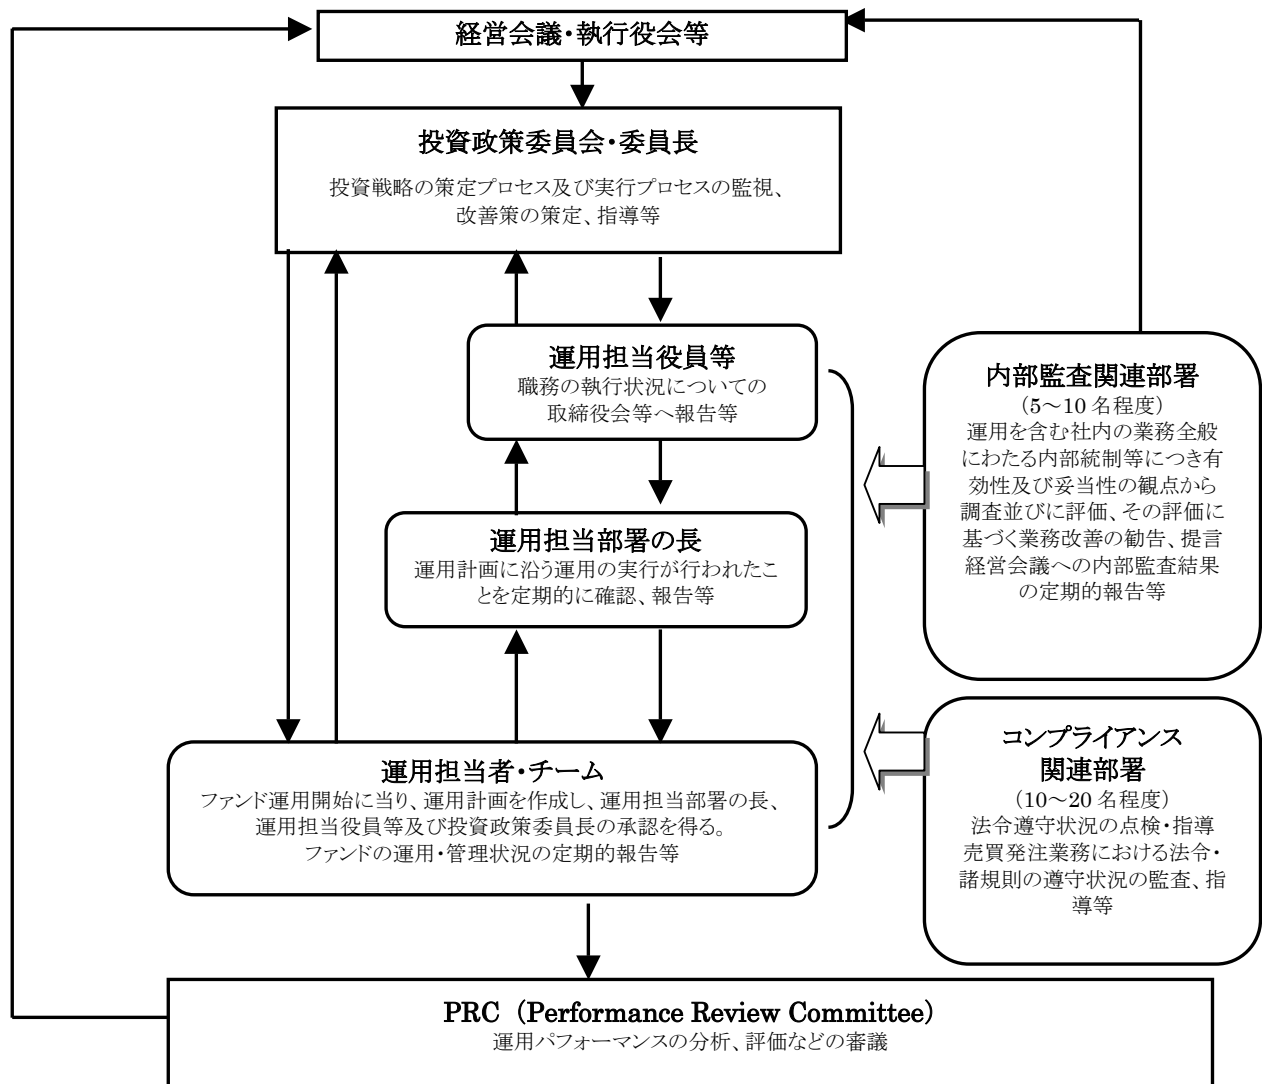 経営会議・執行役会等
投資政策委員会・委員長
投資戦略の策定プロセス及び実行プロセスの監視、
改善策の策定、指導等
運用担当役員等
職務の執行状況についての
取締役会等へ報告等
運用担当部署の長
運用計画に沿う運用の実行が行われたこ
とを定期的に確認、報告等
運用担当者・チーム
ファンド運用開始に当り、運用計画を作成し、運用担当部署の長、
運用担当役員等及び投資政策委員長の承認を得る。
ファンドの運用・管理状況の定期的報告等
内部監査関連部署
(5～10 名程度)
運用を含む社内の業務全般
にわたる内部統制等につき有
効性及び妥当性の観点から
調査並びに評価、その評価に
基づく業務改善の勧告、提言
経営会議への内部監査結果
の定期的報告等
コンプライアンス
関連部署
(10～20 名程度)
法令遵守状況の点検・指導
売買発注業務における法令・
諸規則の遵守状況の監査、指
導等
PRC (Performance Review Committee)
運用パフォーマンスの分析、評価などの審議